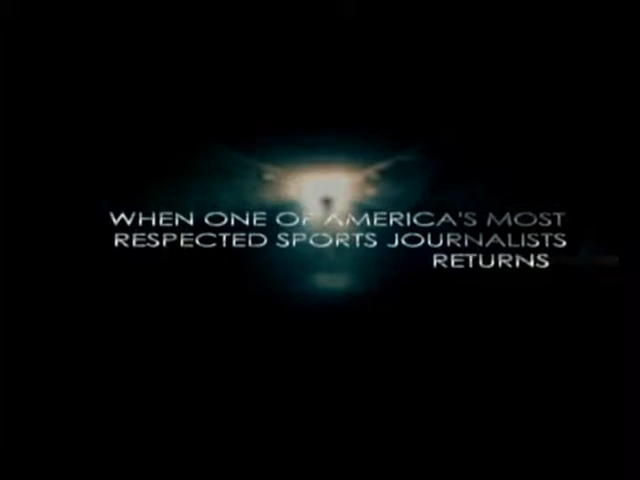 WHEN ONE OF AMERICA'S MOST
RESPECTED SPORTS JOURNALISTS
RETURNS